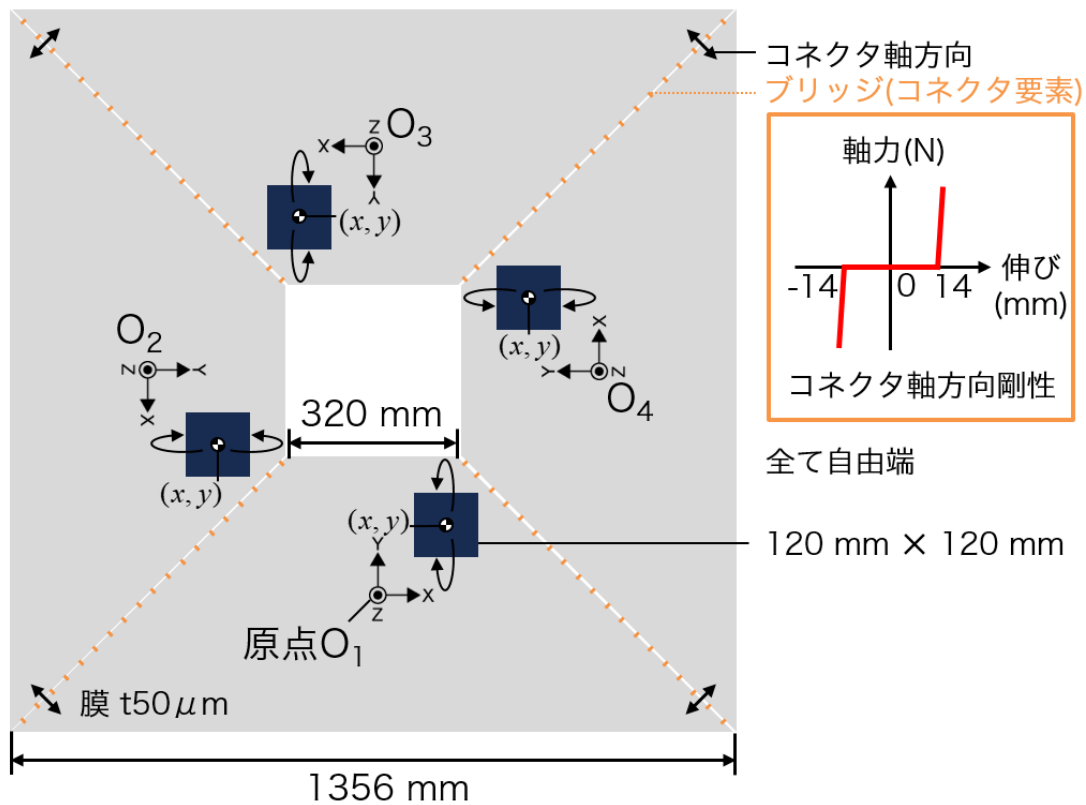 コネクタ軸方向
ブリッジ(コネクタ要素)
軸力(N)
-14
0
14
伸び
(mm)
コネクタ軸方向剛性
全て自由端
120 mm × 120 mm
Z
O3
X
Y
(x, y)
O2
Z
Y
X
(x, y)
(x, y)
X
Y
Z
O4
320 mm
(x, y)
Y
X
Z
原点O1
膜 t50μm
1356 mm